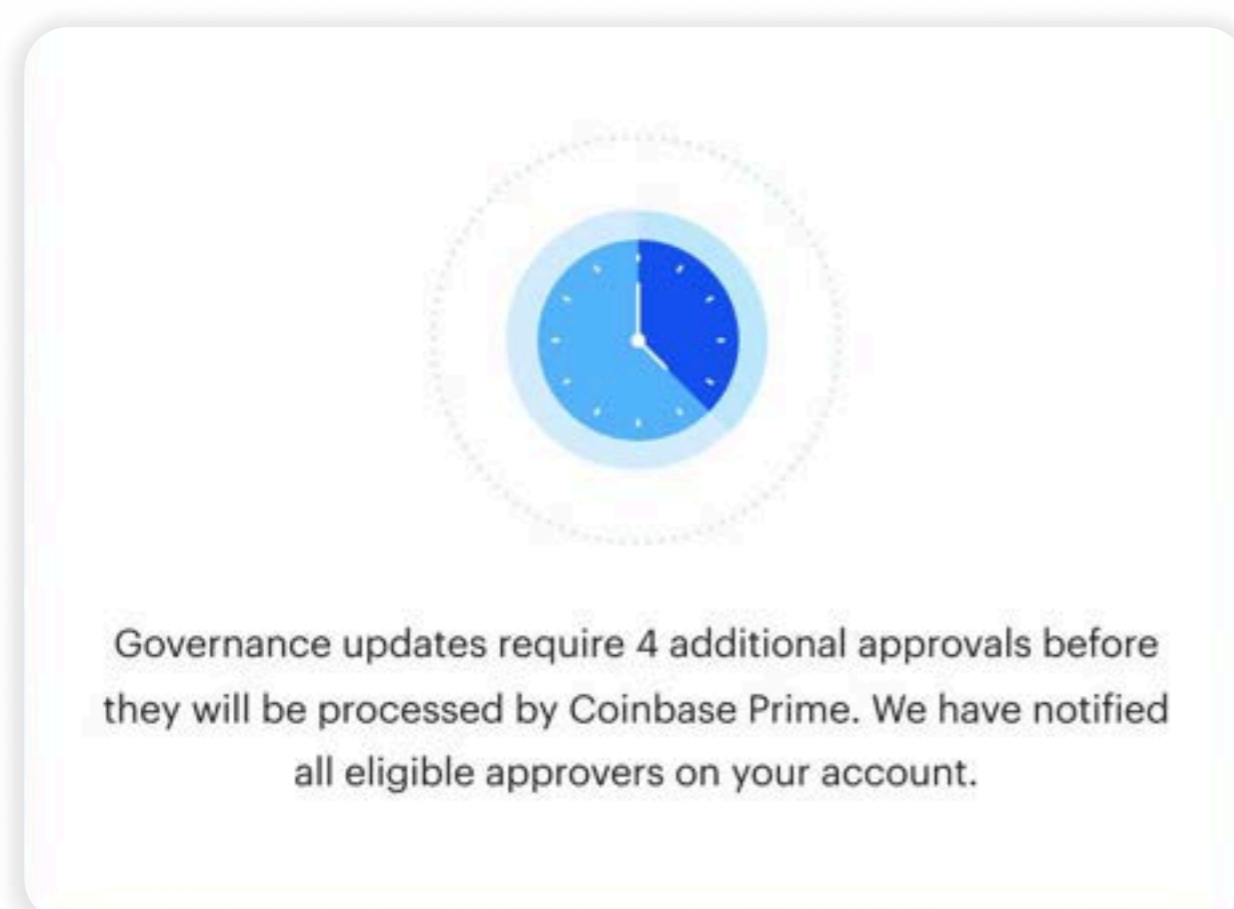 Governance updates require 4 additional approvals before
they will be processed by Coinbase Prime. We have notified
all eligible approvers on your account.